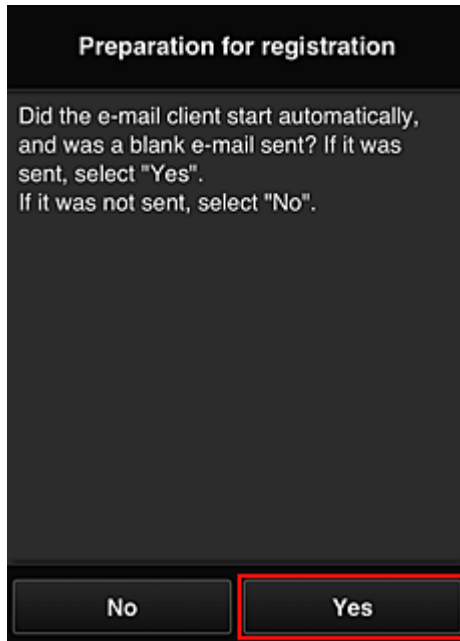 Preparation for registration
Did the e-mail client start automatically,
and was a blank e-mail sent? If it was
sent, select "Yes".
If it was not sent, select "No".
No
Yes